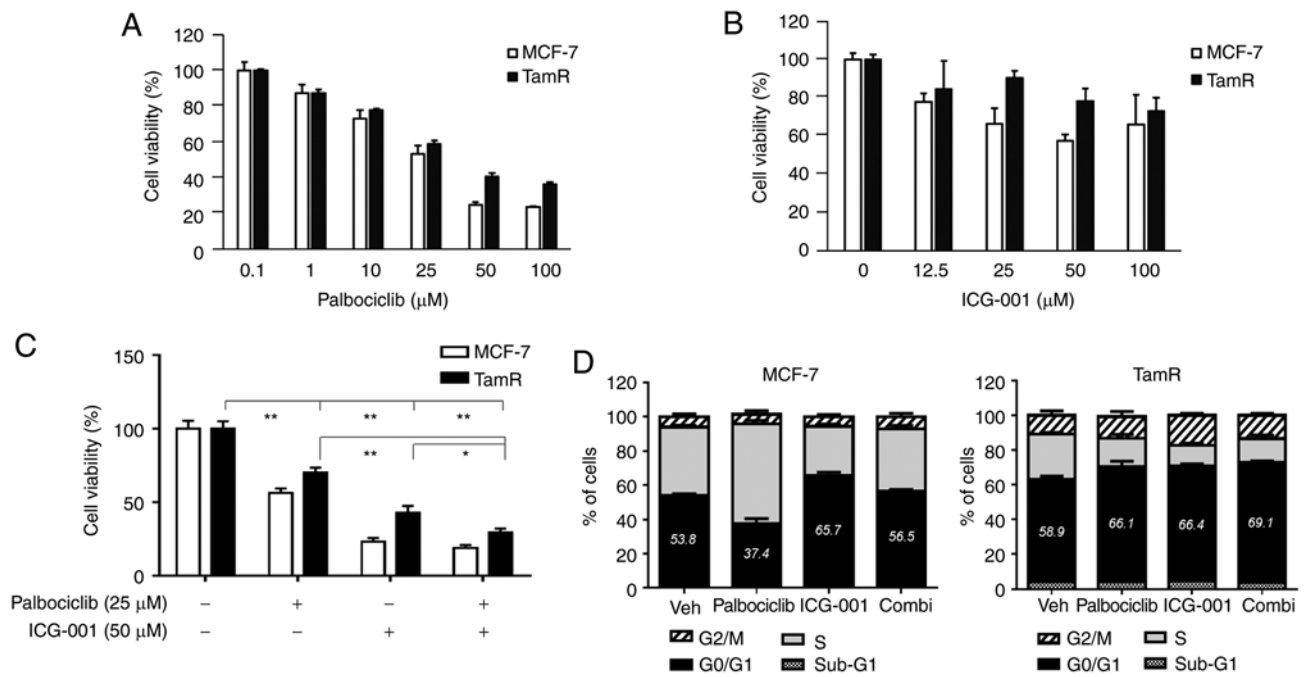 A
120
100
80
60
40
20
0
Cell viability (%)
MCF-7
TamR
0.1 1 10 25 50 100
Palbociclib (μM)
B
120
100
80
60
40
20
0
Cell viability (%)
MCF-7
TamR
0 12.5 25 50 100
ICG-001 (μM)
C
150
100
50
0
Cell viability (%)
MCF-7
TamR
** ** **
** *
Palbociclib (25 μM) – + – +
ICG-001 (50 μM) – – + +
D
MCF-7
120
100
80
60
40
20
0
% of cells
53.8 37.4 65.7 56.5
Veh Palbociclib ICG-001 Combi
G2/M S
G0/G1 Sub-G1
TamR
120
100
80
60
40
20
0
% of cells
58.9 66.1 66.4 69.1
Veh Palbociclib ICG-001 Combi
G2/M S
G0/G1 Sub-G1